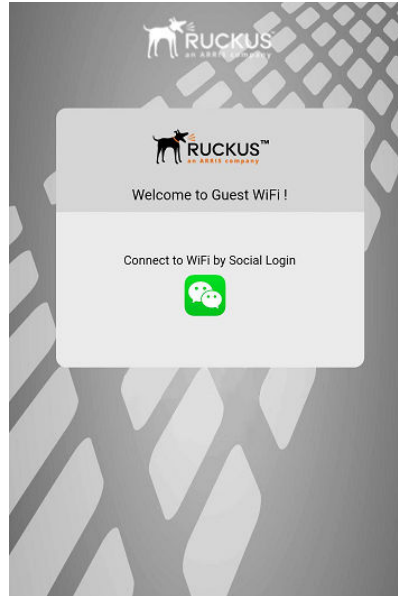 RUCKUS
an ARRIS company
RUCKUS™
an ARRIS company
Welcome to Guest WiFi !
Connect to WiFi by Social Login